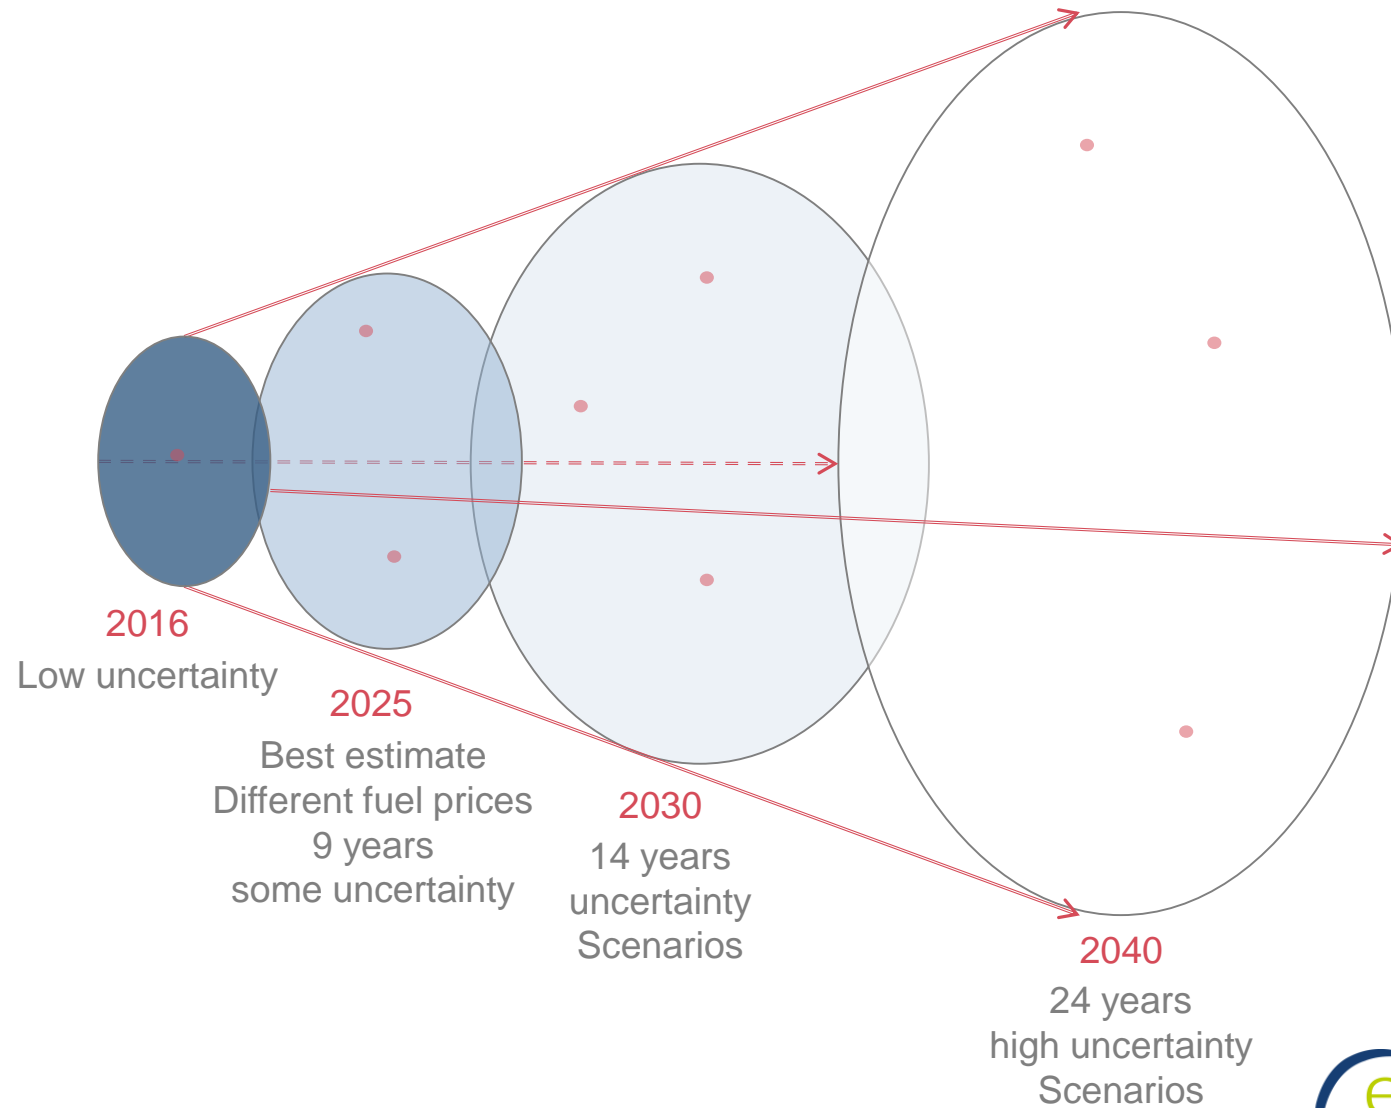 2016
Low uncertainty
2025
Best estimate
Different fuel prices
9 years
some uncertainty
2030
14 years
uncertainty
Scenarios
2040
24 years
high uncertainty
Scenarios
e